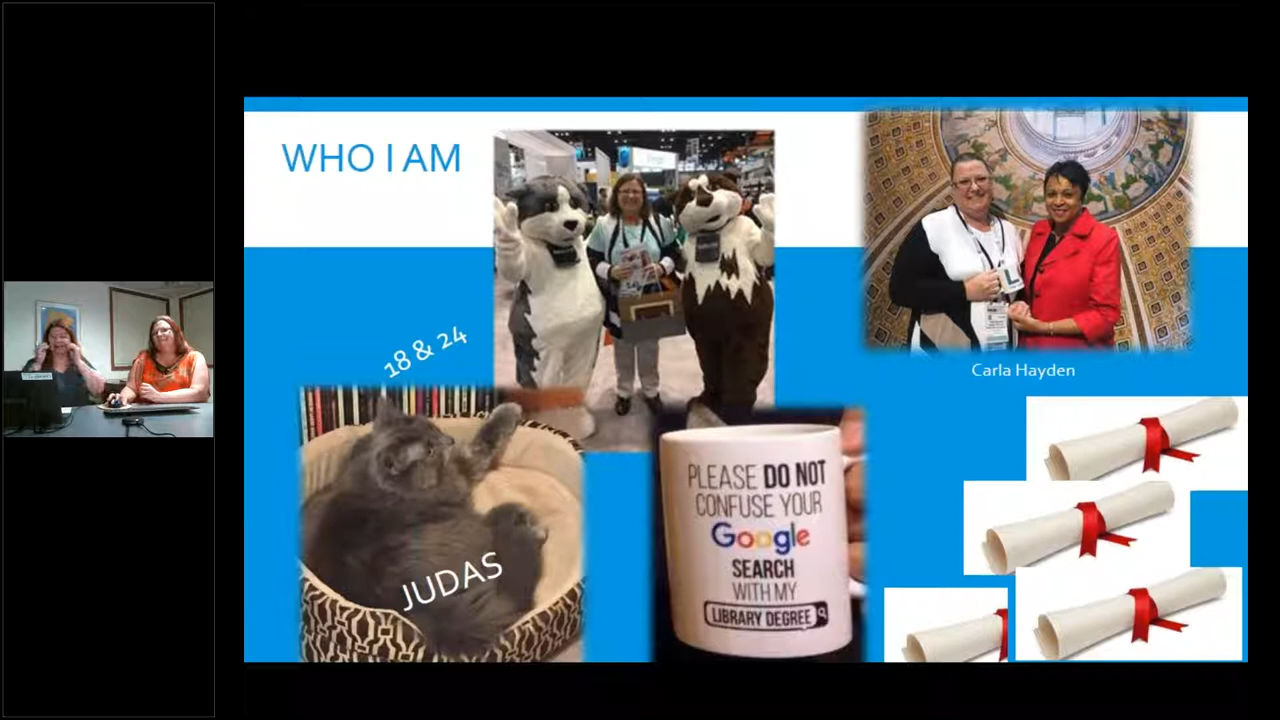 WHO I AM
18 & 24
JUDAS
PLEASE DO NOT
CONFUSE YOUR
Google
SEARCH
WITH MY
LIBRARY DEGREE
Carla Hayden